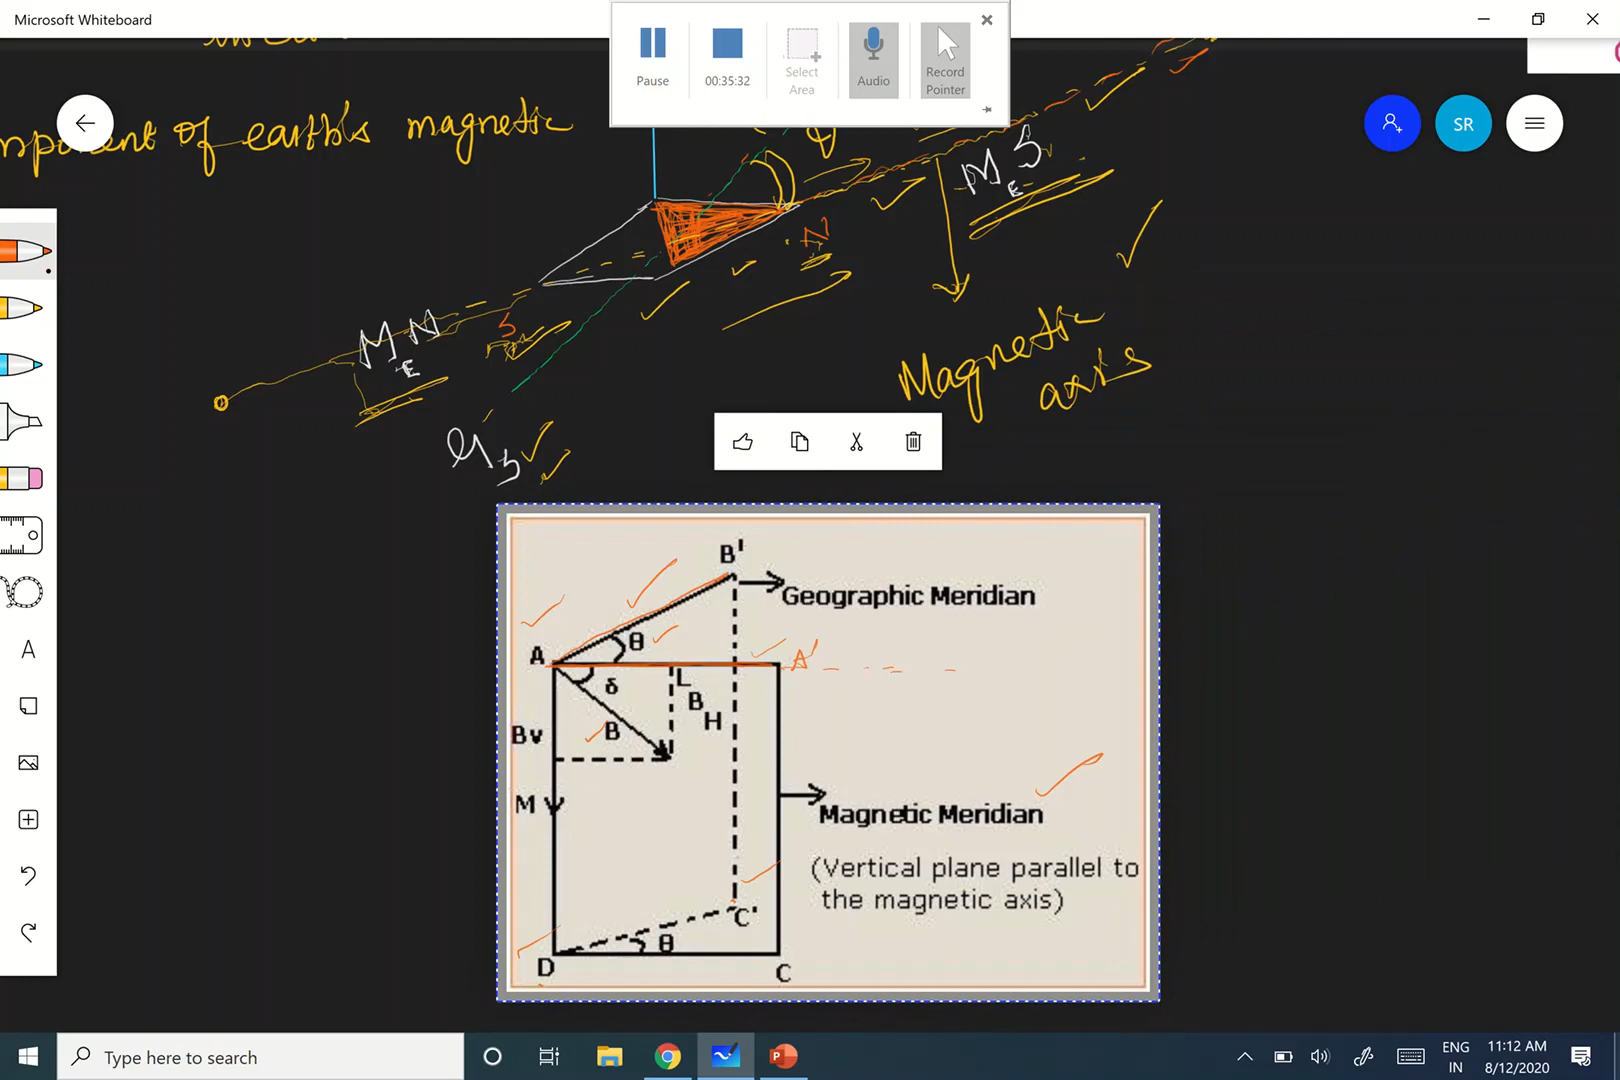 Microsoft Whiteboard
Pause
00:35:32
Select
Area
Audio
Record
Pointer
SR
mponent of earth's magnetic
M S
E
N
M N
E
S
Magnetic
axis
G
S
B'
Geographic Meridian
A
θ
A'
δ
L
B
H
Bv
B
M
Magnetic Meridian
(Vertical plane parallel to
the magnetic axis)
C'
θ
D
C
A
Type here to search
ENG
IN
11:12 AM
8/12/2020